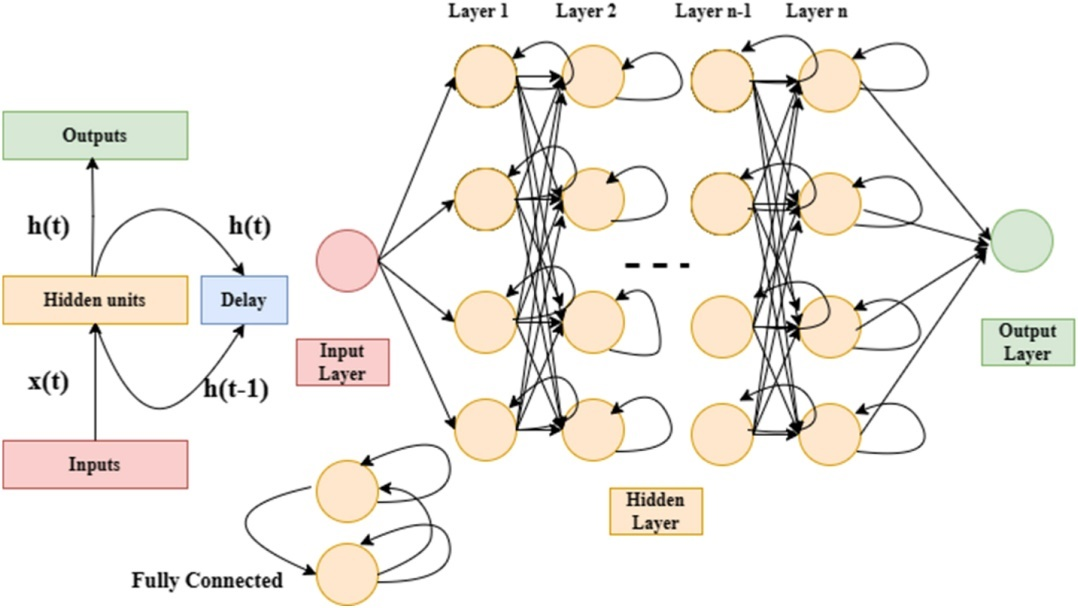 Layer 1
Layer 2
Layer n-1
Layer n
Outputs
h(t)
h(t)
Hidden units
Delay
x(t)
h(t-1)
Inputs
Input
Layer
Output
Layer
Hidden
Layer
Fully Connected